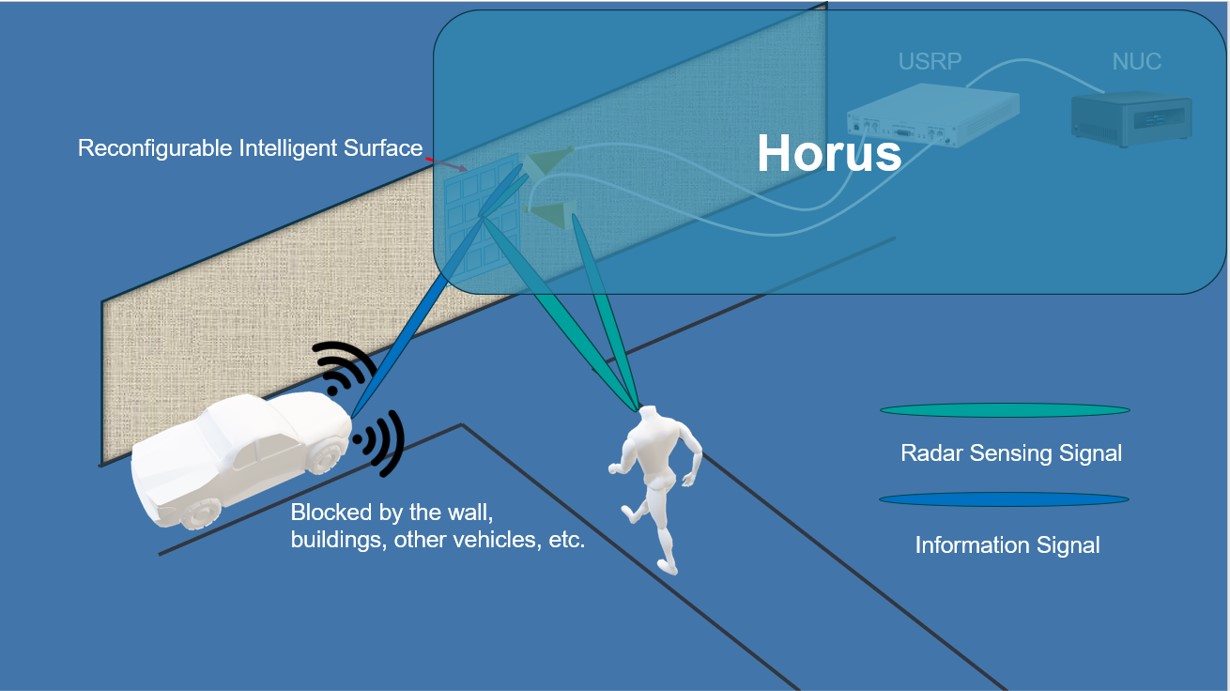 USRP
NUC
Reconfigurable Intelligent Surface
Horus
Radar Sensing Signal
Blocked by the wall,
buildings, other vehicles, etc.
Information Signal